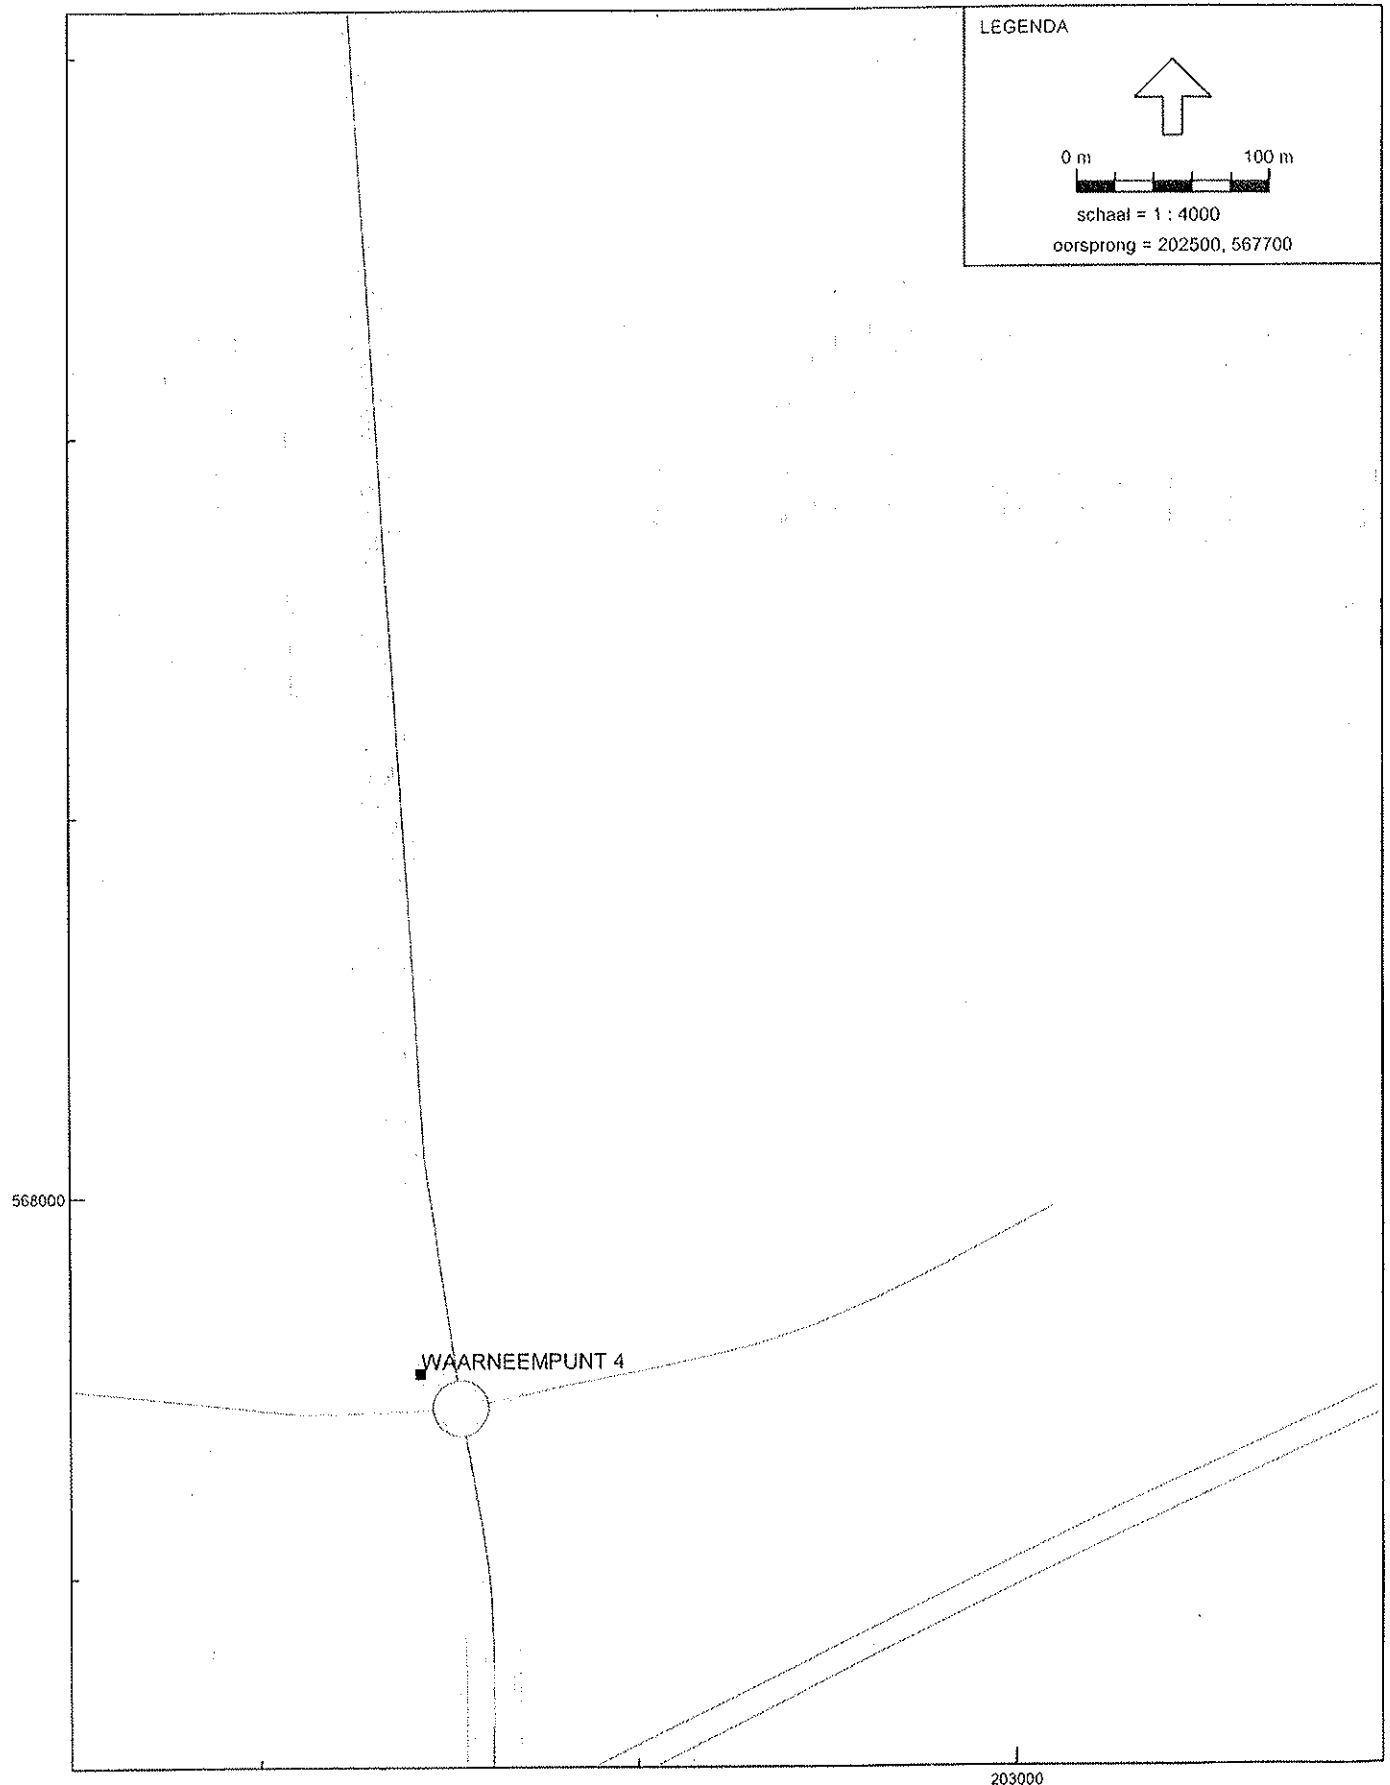 LEGENDA
0 m 100 m
schaal = 1 : 4000
oorsprong = 202500, 567700
568000
WAARNEEMPUNT 4
203000